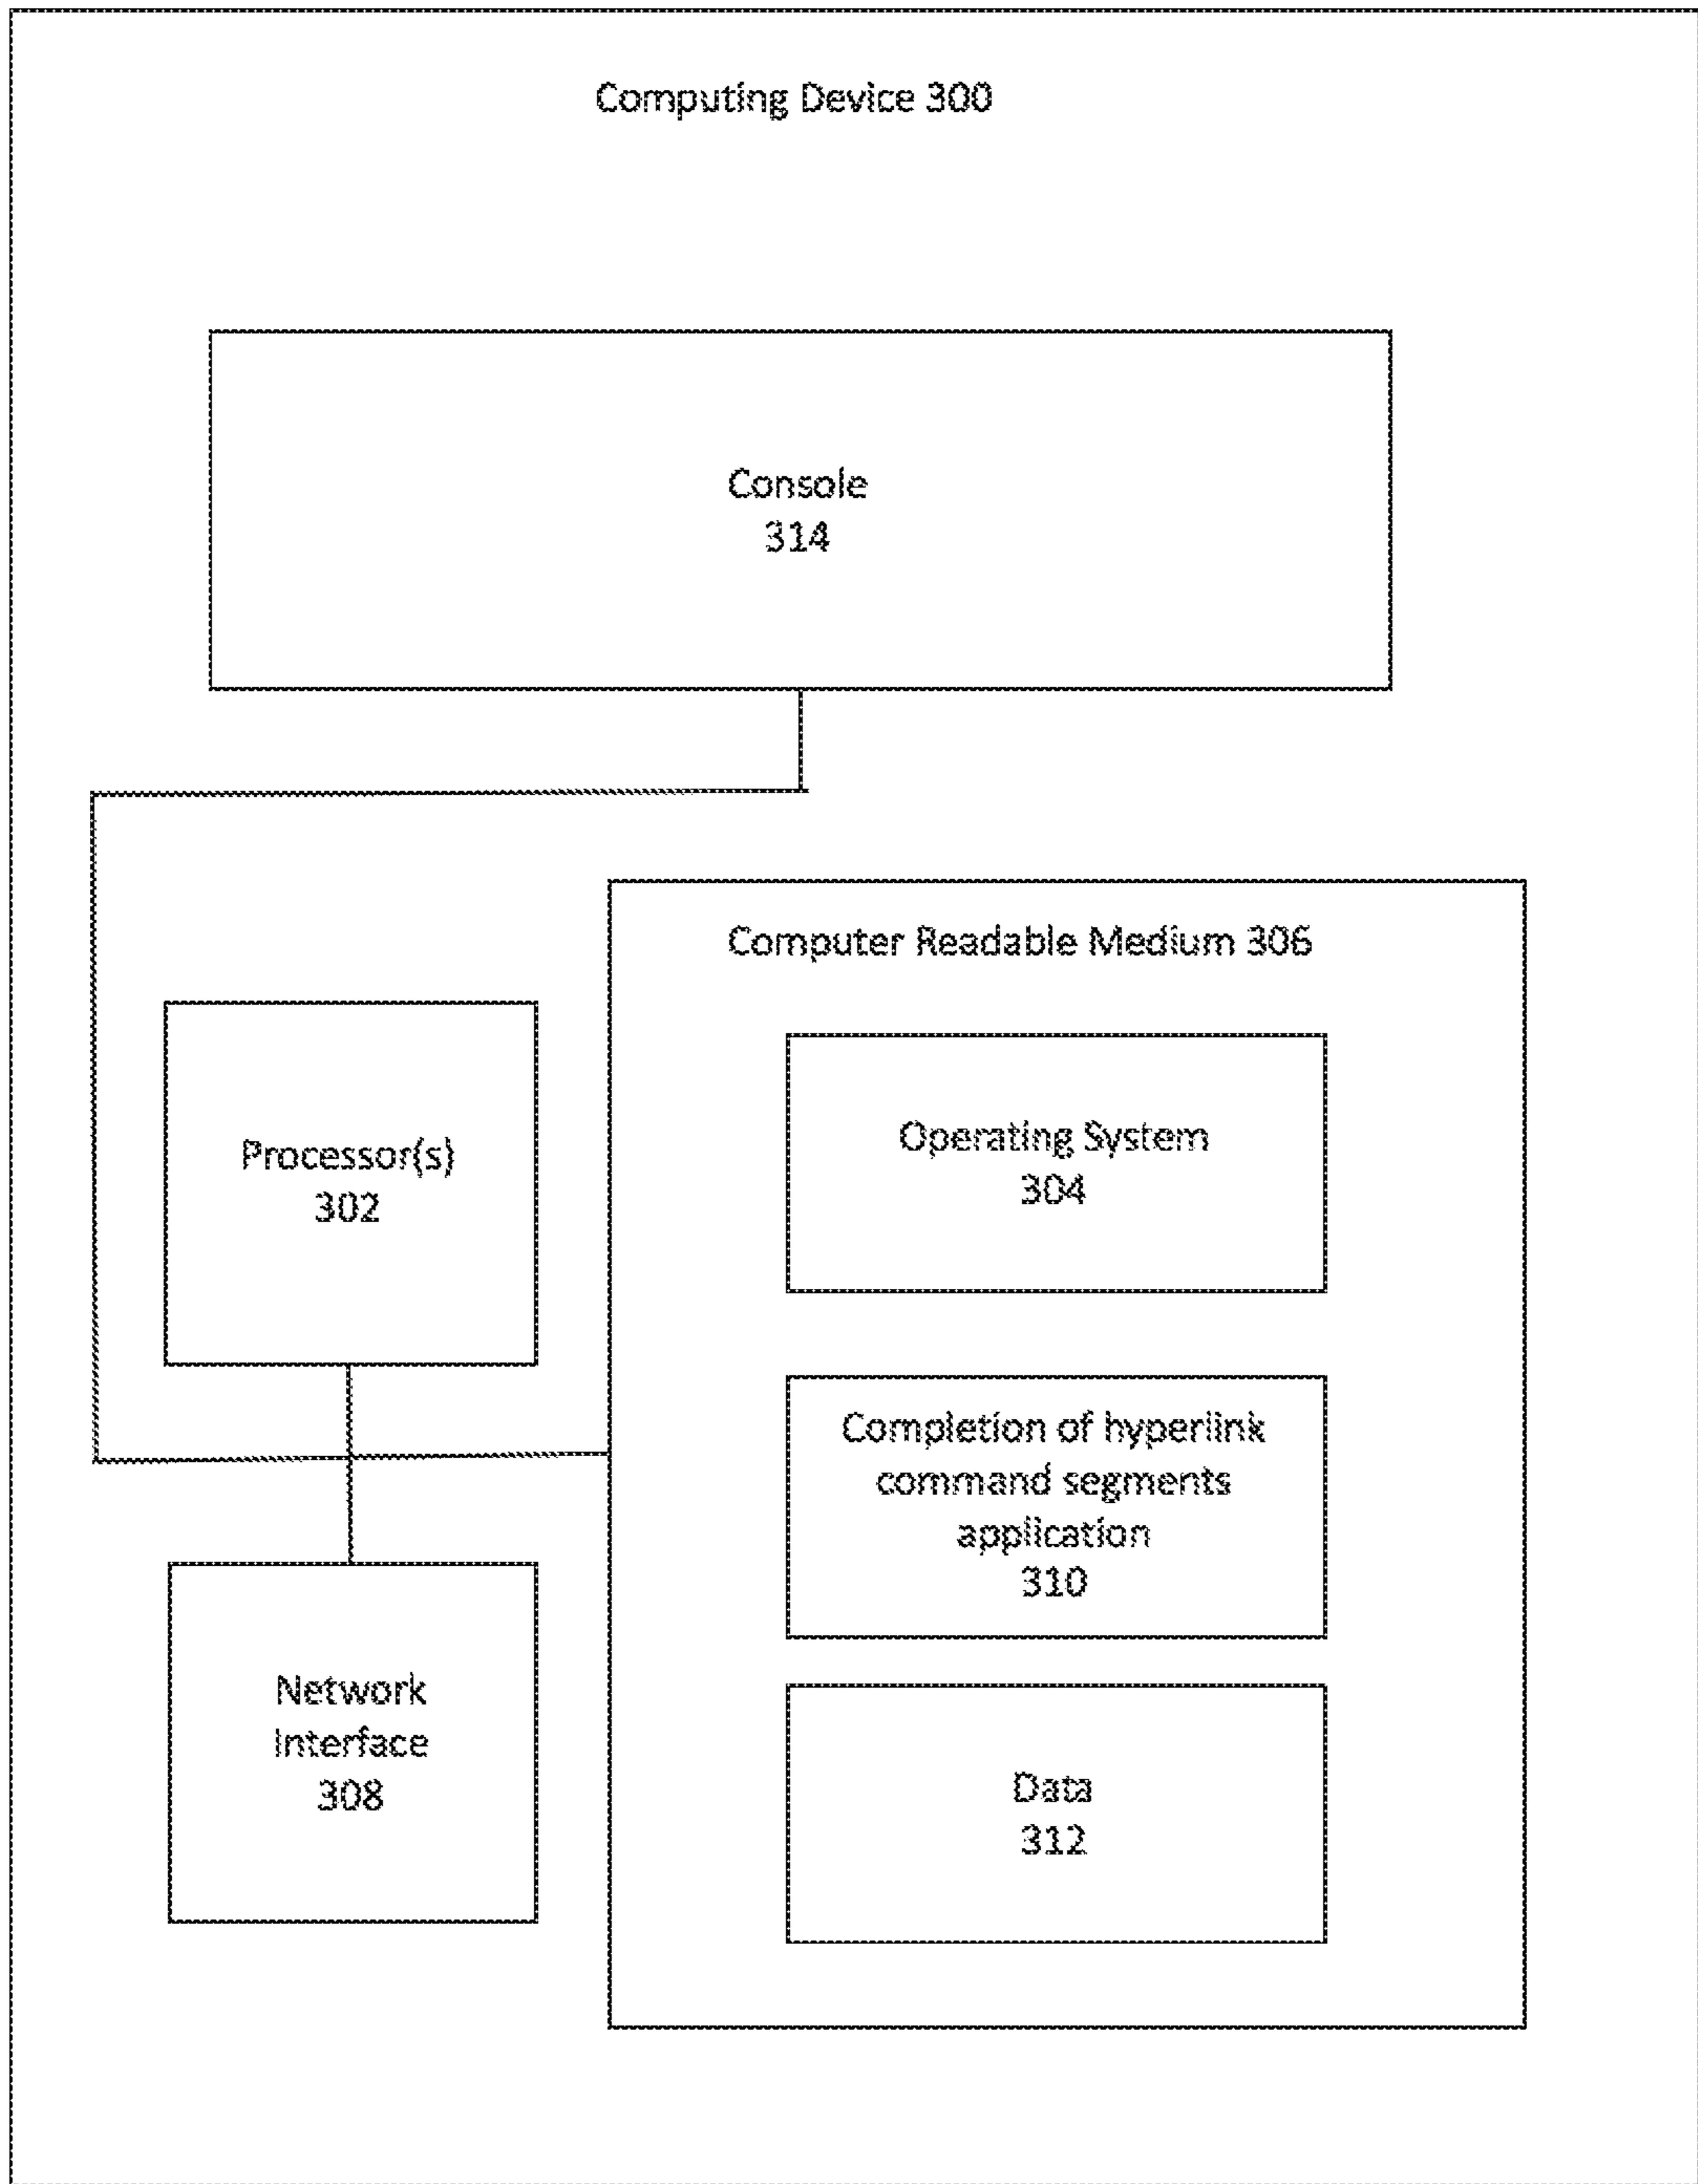 Computing Device 300
Console
314
Computer Readable Medium 306
Processor(s)
302
Operating System
304
Completion of hyperlink
command segments
application
310
Network
Interface
308
Data
312